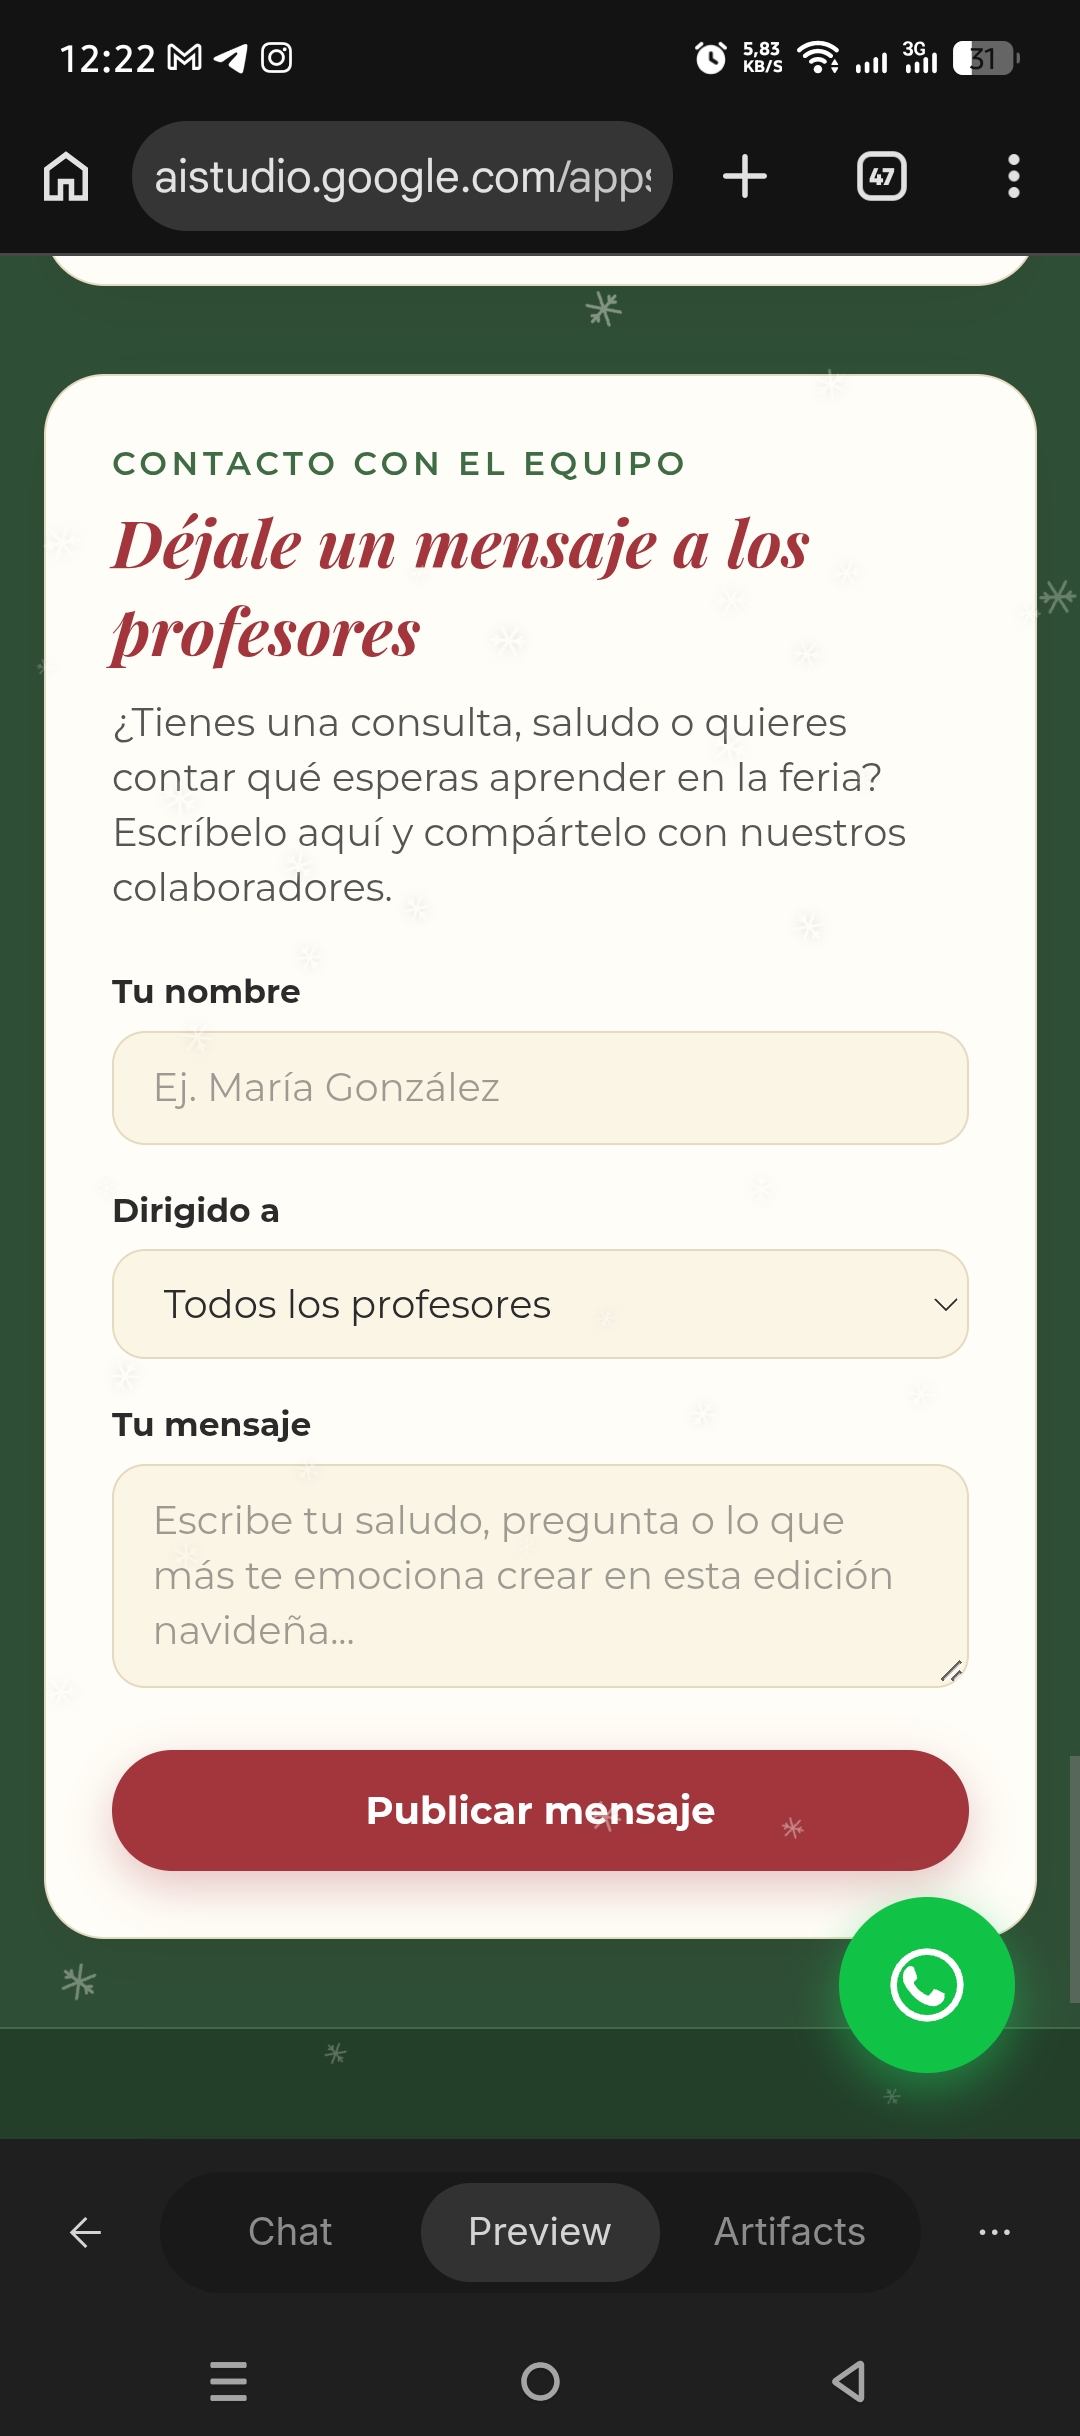 12:22
5,83
KB/S
3G
31
aistudio.google.com/apps
47
CONTACTO CON EL EQUIPO
Déjale un mensaje a los
profesores
¿Tienes una consulta, saludo o quieres
contar qué esperas aprender en la feria?
Escríbelo aquí y compártelo con nuestros
colaboradores.
Tu nombre
Ej. María González
Dirigido a
Todos los profesores
Tu mensaje
Escribe tu saludo, pregunta o lo que
más te emociona crear en esta edición
navideña...
Publicar mensaje
Chat
Preview
Artifacts